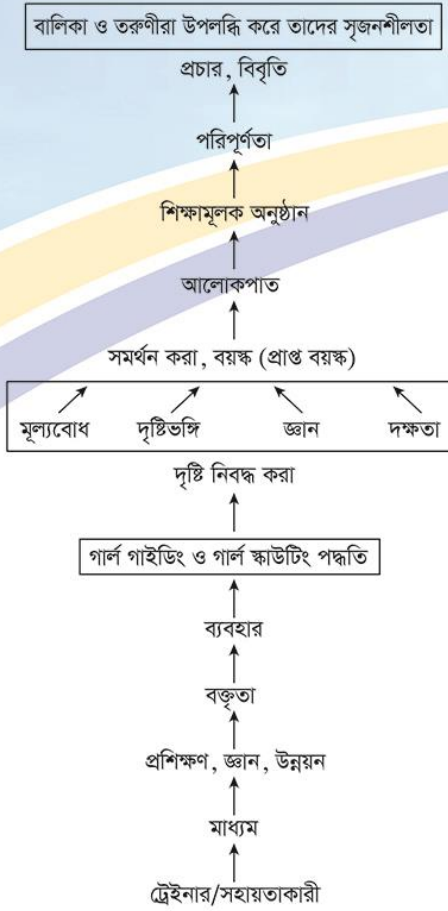 বালিকা ও তরুণীরা উপলব্ধি করে তাদের সৃজনশীলতা
প্রচার, বিবৃতি
পরিপূর্ণতা
শিক্ষামূলক অনুষ্ঠান
আলোকপাত
সমর্থন করা, বয়স্ক (প্রাপ্ত বয়স্ক)
মূল্যবোধ দৃষ্টিভঙ্গি জ্ঞান দক্ষতা
দৃষ্টি নিবদ্ধ করা
গার্ল গাইডিং ও গার্ল স্কাউটিং পদ্ধতি
ব্যবহার
বক্তৃতা
প্রশিক্ষণ, জ্ঞান, উন্নয়ন
মাধ্যম
ট্রেইনার/সহায়তাকারী